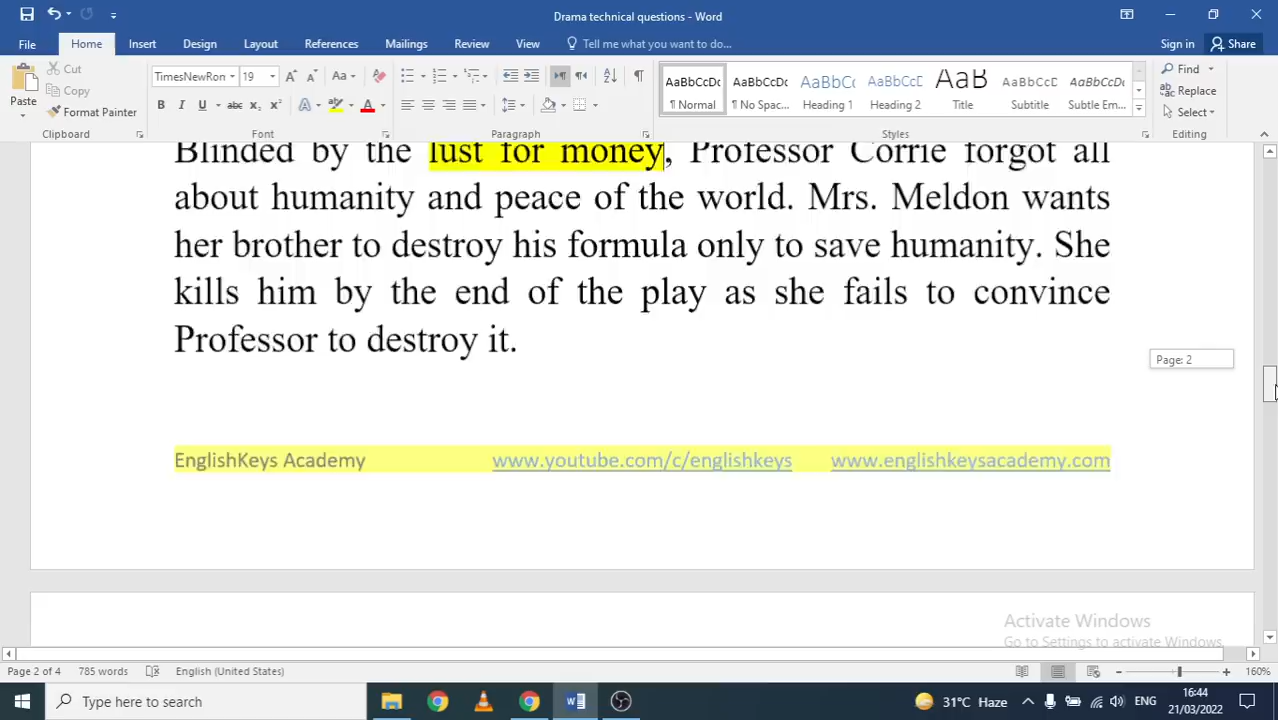 Drama technical questions - Word
File Home Insert Design Layout References Mailings Review View Tell me what you want to do... Sign in Share
Paste Cut Copy Format Painter
TimesNewRon 19 Aa
AaBbCcDc AaBbCcDc AaBbCc AaBbCcD AaB AaBbCcD AaBbCcD
¶ Normal ¶ No Spac... Heading 1 Heading 2 Title Subtitle Subtle Em...
Find Replace Select
Clipboard Font Paragraph Styles Editing
Blinded by the lust for money, Professor Corrie forgot all
about humanity and peace of the world. Mrs. Meldon wants
her brother to destroy his formula only to save humanity. She
kills him by the end of the play as she fails to convince
Professor to destroy it.
Page: 2
EnglishKeys Academy www.youtube.com/c/englishkeys www.englishkeysacademy.com
Activate Windows
Go to Settings to activate Windows.
Page 2 of 4 785 words English (United States) 160%
Type here to search 31°C Haze ENG 16:44
21/03/2022